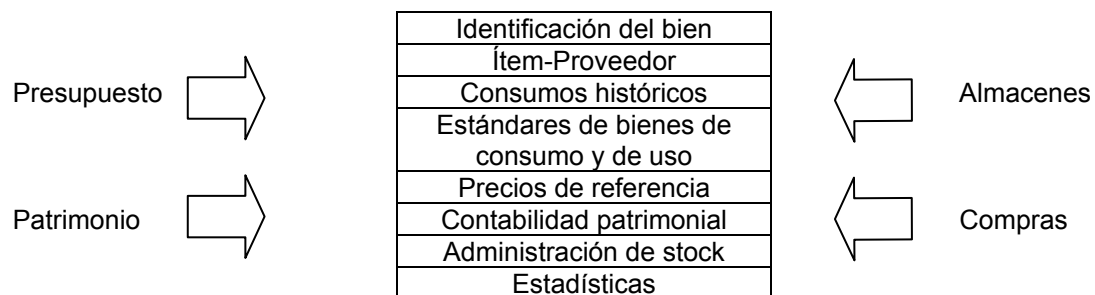 Identificación del bien
Ítem-Proveedor
Presupuesto
Consumos históricos
Almacenes
Estándares de bienes de
consumo y de uso
Precios de referencia
Patrimonio
Contabilidad patrimonial
Compras
Administración de stock
Estadísticas